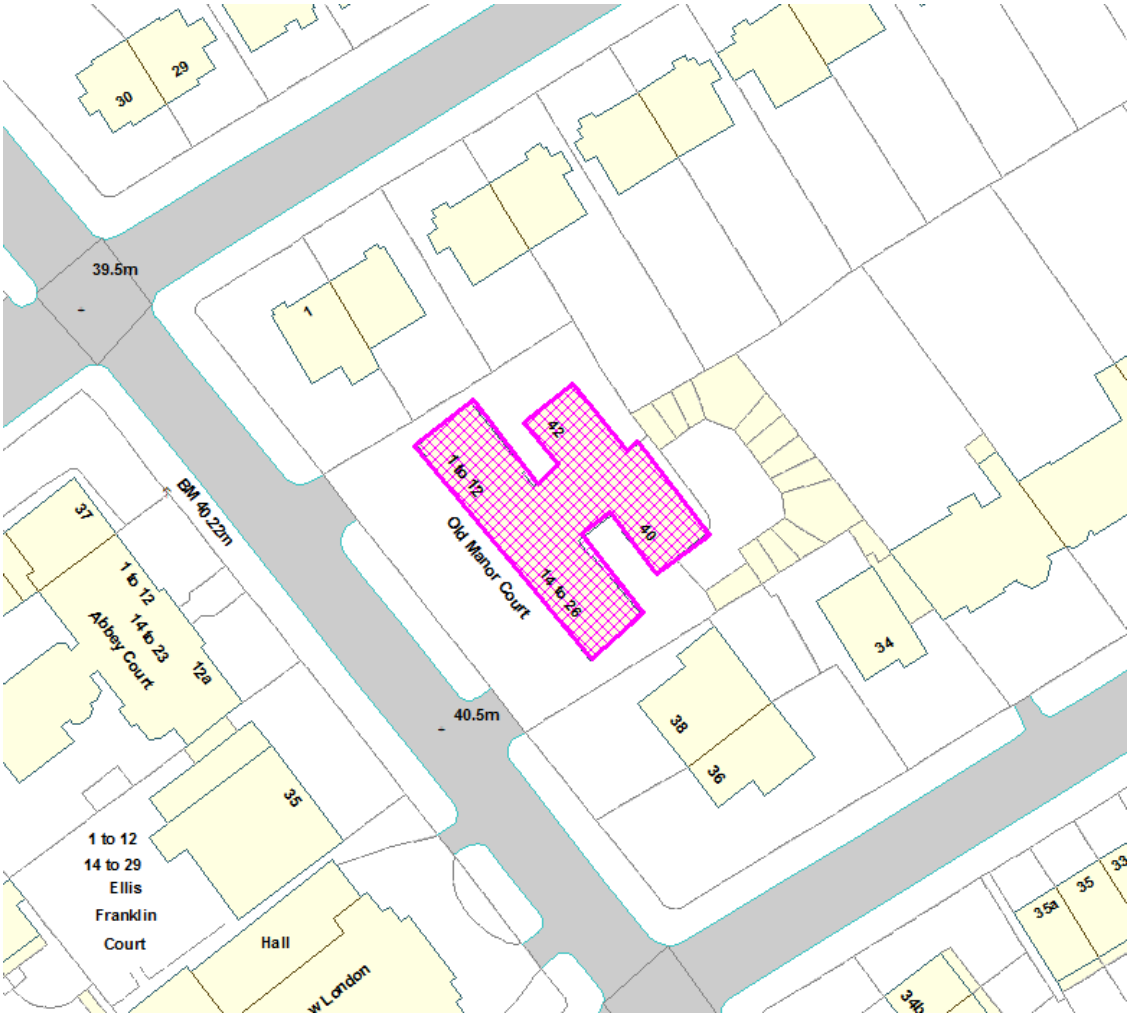 29
30
39.5m
1
42
1 to 12
Old Manor Court
40
14 to 26
BM 40.22m
37
1 to 12
14 to 23
12a
Abbey Court
34
40.5m
38
36
35
1 to 12
14 to 29
Ellis
Franklin
Court
Hall
w London
33
35
35a
34b